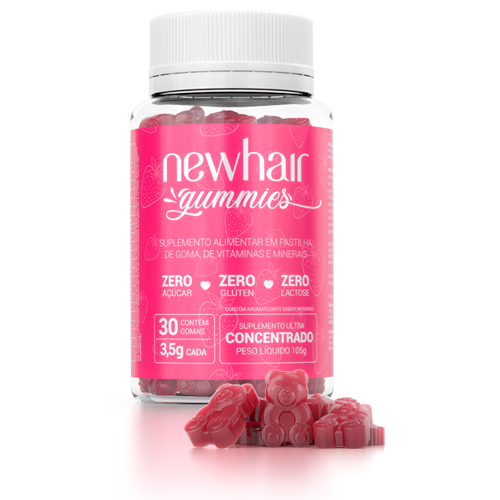 newhair
gummies
SUPLEMENTO ALIMENTAR EM PASTILHA
DE GOMA, DE VITAMINAS E MINERAIS
ZERO AÇÚCAR
ZERO GLÚTEN
ZERO LACTOSE
CONTÉM AROMATIZANTE SABOR MORANGO
30 CONTÉM GOMAS
3,5g CADA
SUPLEMENTO ULTRA
CONCENTRADO
PESO LÍQUIDO 105g